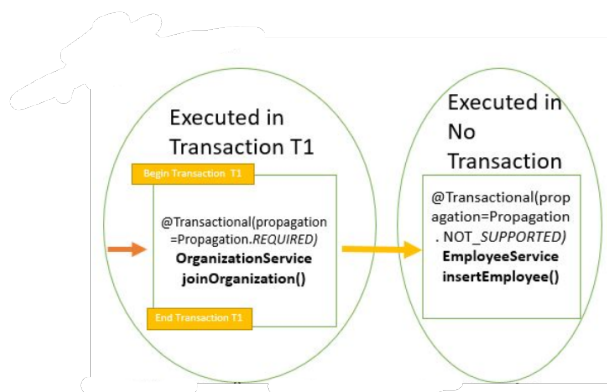 Executed in
Transaction T1
Begin Transaction T1
@Transactional(propagation
=Propagation.REQUIRED)
OrganizationService
joinOrganization()
End Transaction T1
Executed in
No
Transaction
@Transactional(prop
agation=Propagation
. NOT_SUPPORTED)
EmployeeService
insertEmployee()